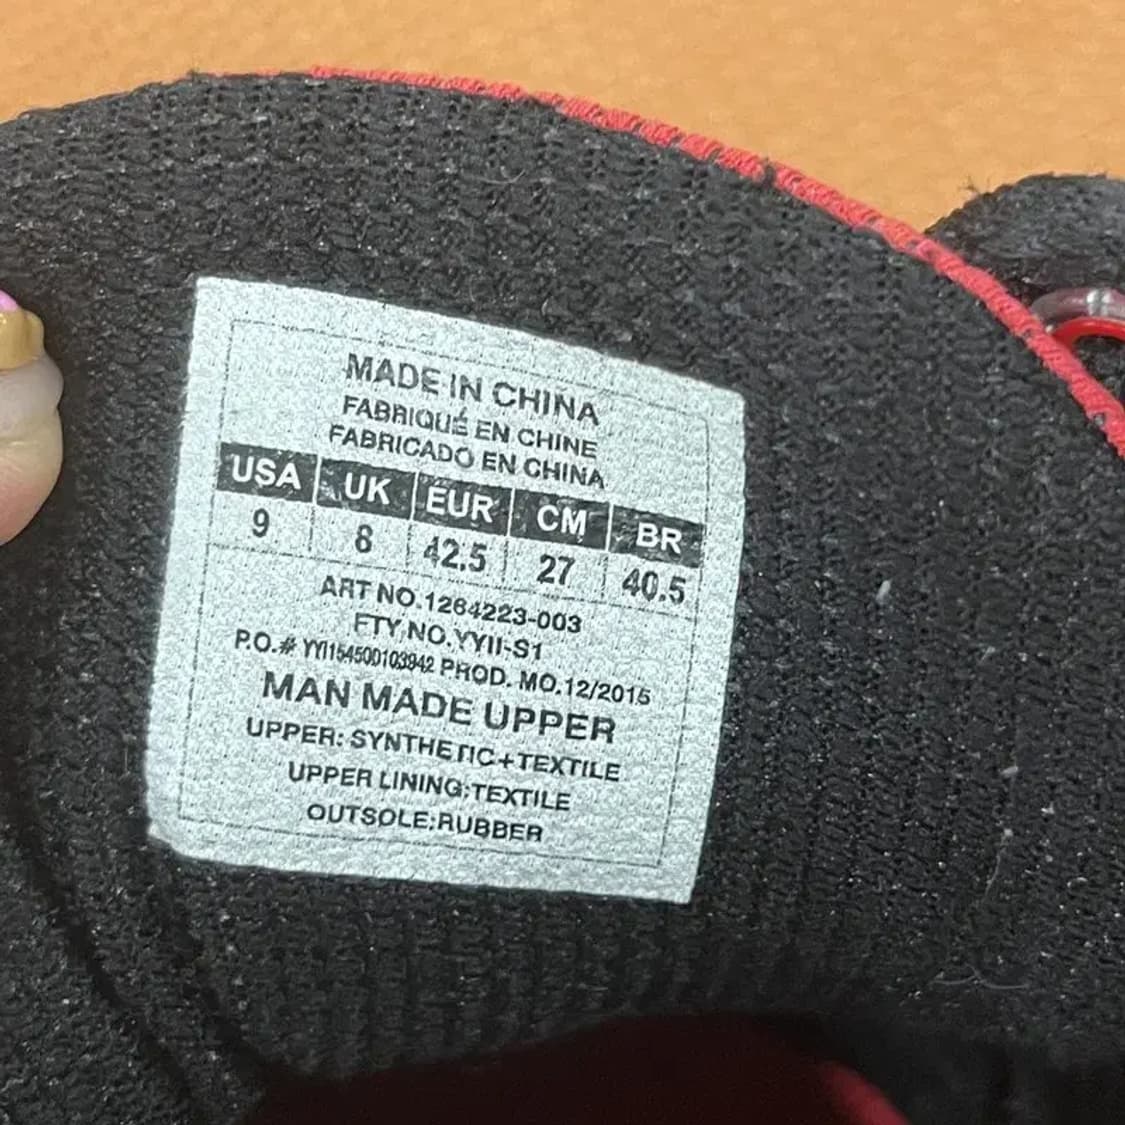 MADE IN CHINA
FABRIQUÉ EN CHINE
FABRICADO EN CHINA
USA UK EUR CM BR
9 8 42.5 27 40.5
ART NO.1264223-003
FTY NO.YYII-S1
P.O.# YYI154500103942 PROD. MO.12/2015
MAN MADE UPPER
UPPER: SYNTHETIC+TEXTILE
UPPER LINING:TEXTILE
OUTSOLE:RUBBER